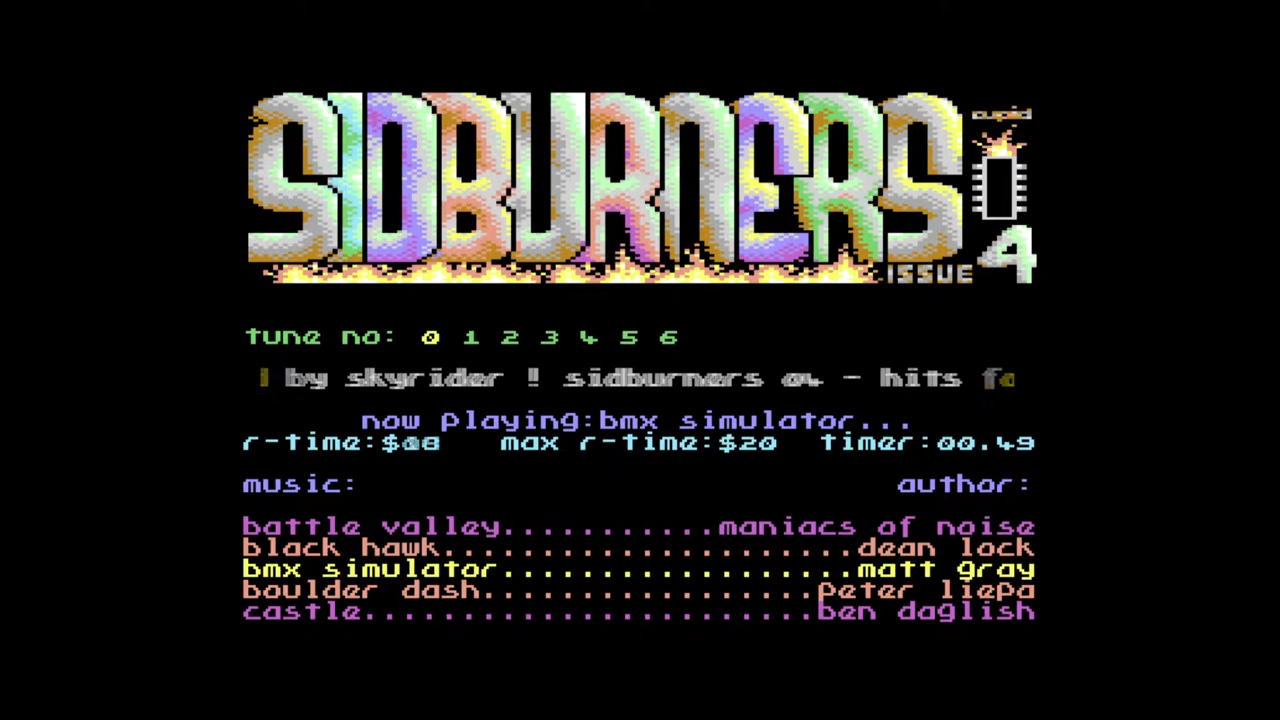 SIDBURNERS
cupid
ISSUE 4
tune no: 0 1 2 3 4 5 6
by skyrider ! sidburners 04 - hits
now playing:bmx simulator...
r-time:$08 max r-time:$20 timer:00.49
music: author:
battle valley...........maniacs of noise
black hawk.....................dean lock
bmx simulator..................matt gray
boulder dash.................peter liepa
castle.......................ben daglish